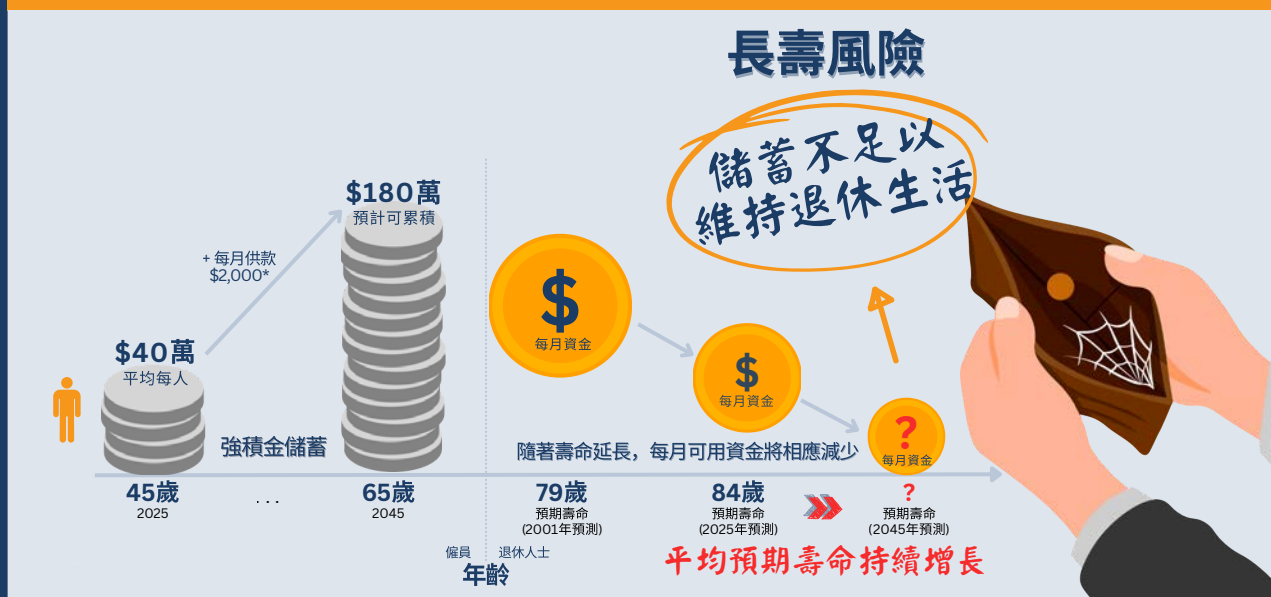 長壽風險
儲蓄不足以
維持退休生活
$180萬
預計可累積
+ 每月供款
$2,000*
$40萬
平均每人
強積金儲蓄
$
每月資金
$
每月資金
?
每月資金
隨著壽命延長，每月可用資金將相應減少
45歲
2025
...
65歲
2045
79歲
預期壽命
(2001年預測)
84歲
預期壽命
(2025年預測)
?
預期壽命
(2045年預測)
僱員
退休人士
年齡
平均預期壽命持續增長